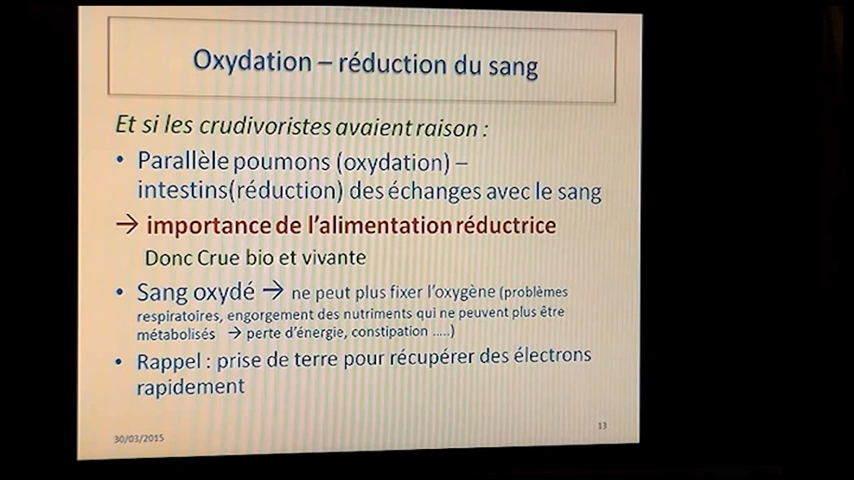 Oxydation – réduction du sang
Et si les crudivoristes avaient raison :
• Parallèle poumons (oxydation) –
intestins(réduction) des échanges avec le sang
→ importance de l'alimentation réductrice
Donc Crue bio et vivante
• Sang oxydé → ne peut plus fixer l'oxygène (problèmes
respiratoires, engorgement des nutriments qui ne peuvent plus être
métabolisés → perte d'énergie, constipation .....)
• Rappel : prise de terre pour récupérer des électrons
rapidement
30/03/2015
13